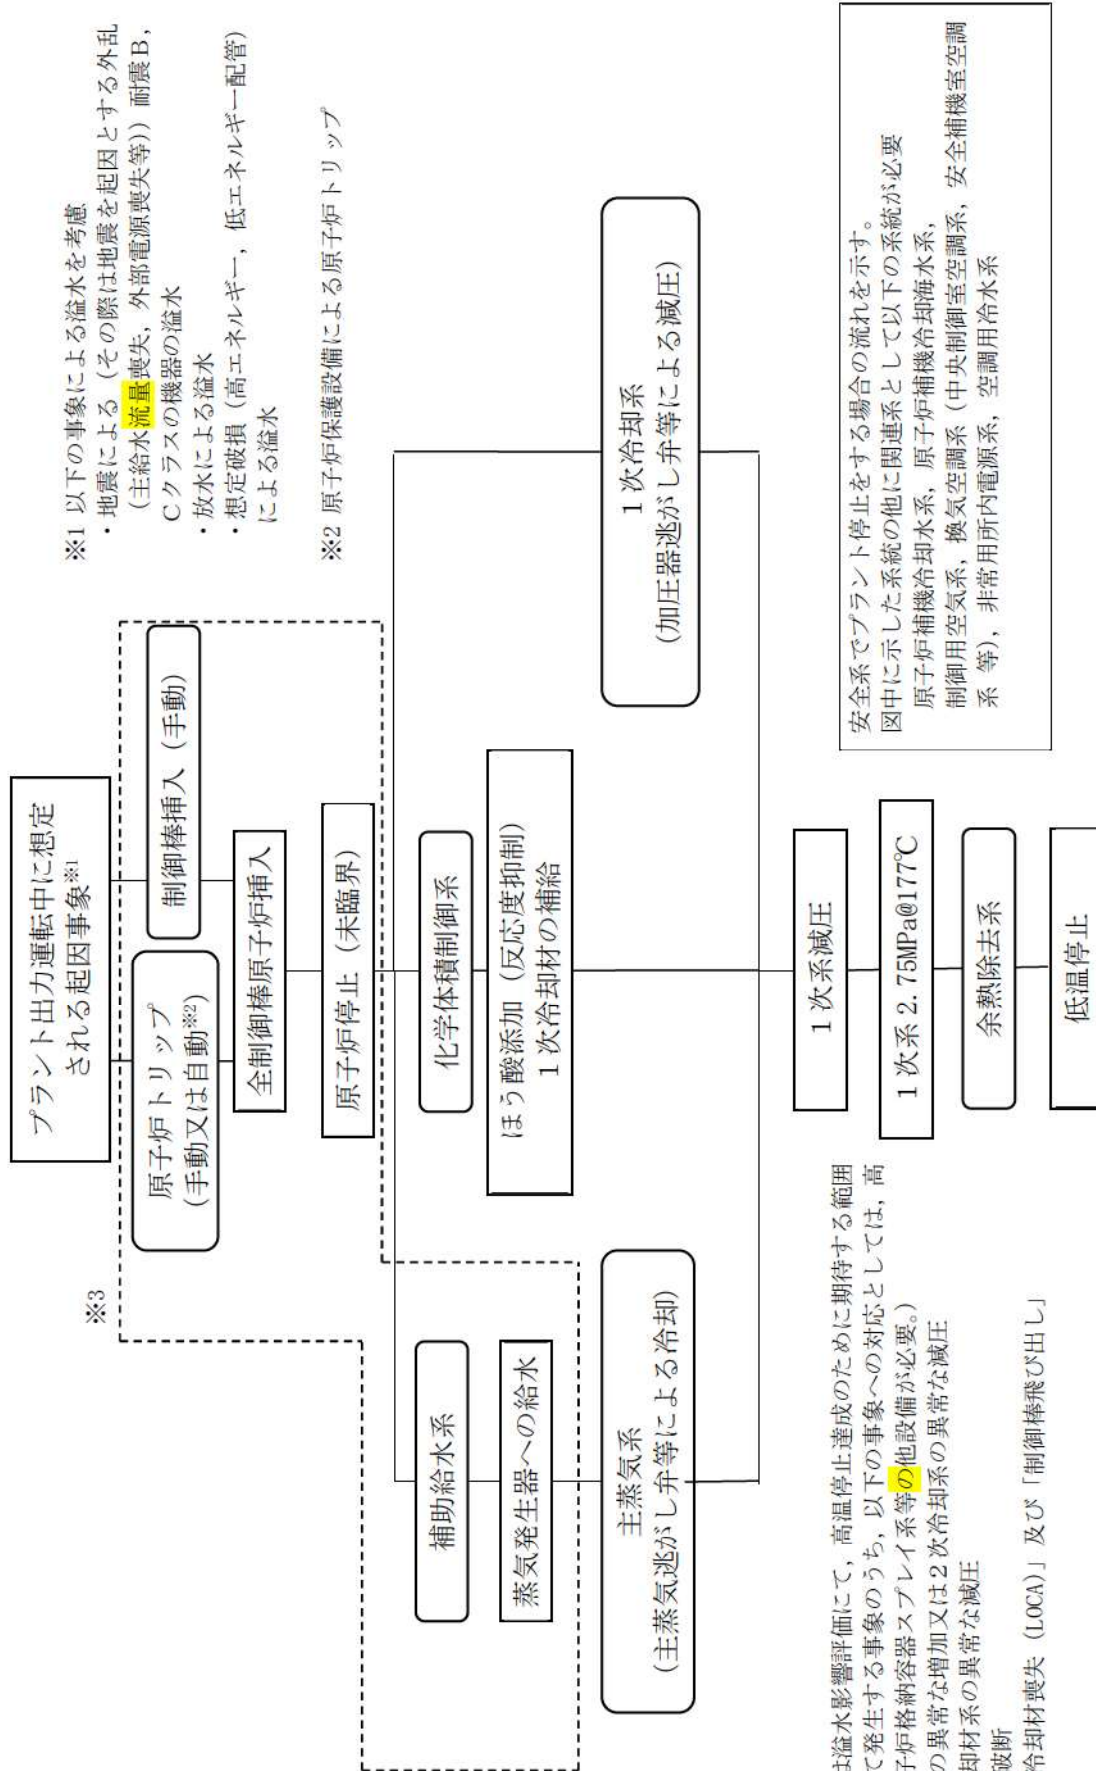 プラント出力運転中に想定
される起因事象※1
※3
原子炉トリップ
(手動又は自動※2)
制御棒挿入（手動）
全制御棒原子炉挿入
原子炉停止（未臨界）
※1 以下の事象による溢水を考慮
・地震による（その際は地震を起因とする外乱
（主給水流量喪失，外部電源喪失等)）耐震Ｂ，
Ｃクラスの機器の溢水
・放水による溢水
・想定破損（高エネルギー，低エネルギー配管）
による溢水
※2 原子炉保護設備による原子炉トリップ
補助給水系
蒸気発生器への給水
主蒸気系
(主蒸気逃がし弁等による冷却)
化学体積制御系
ほう酸添加（反応度抑制）
１次冷却材の補給
１次冷却系
(加圧器逃がし弁等による減圧)
１次系減圧
１次系 2.75MPa@177℃
余熱除去系
低温停止
は溢水影響評価にて，高温停止達成のために期待する範囲
て発生する事象のうち，以下の事象への対応としては，高
子炉格納容器スプレイ系等の他設備が必要。）
の異常な増加又は２次冷却系の異常な減圧
却材系の異常な減圧
破断
冷却材喪失（LOCA)」及び「制御棒飛び出し」
安全系でプラント停止をする場合の流れを示す。
図中に示した系統の他に関連系として以下の系統が必要
原子炉補機冷却水系，原子炉補機冷却海水系，
制御用空気系，換気空調系（中央制御室空調系，安全補機室空調
系 等)，非常用所内電源系，空調用冷水系